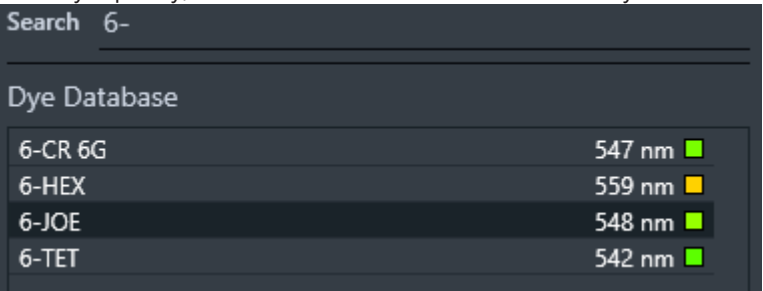 Search 6-
Dye Database
6-CR 6G 547 nm
6-HEX 559 nm
6-JOE 548 nm
6-TET 542 nm